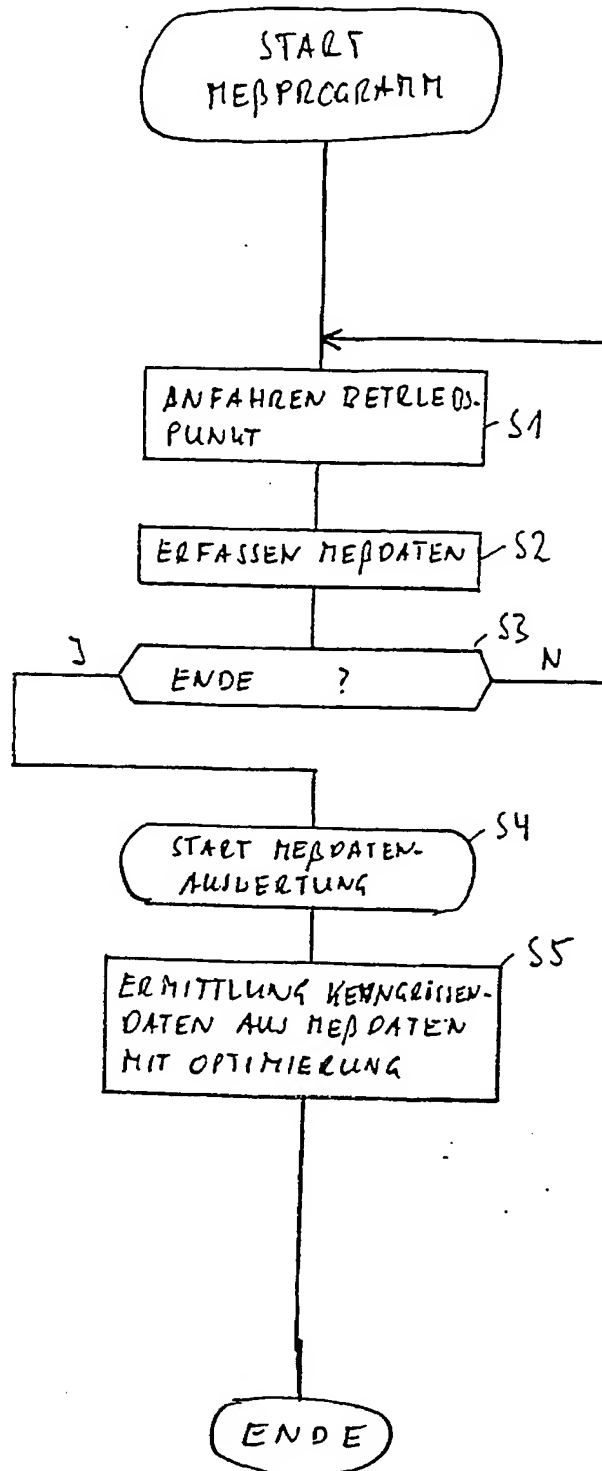 START
MEßPROGRAMM
ANFAHREN BETRIEBS-
PUNKT
S1
ERFASSEN MEßDATEN
S2
S3
J
ENDE ?
N
S4
START MEßDATEN-
AUSWERTUNG
S5
ERMITTLUNG KENNGRÖSSEN-
DATEN AUS MEßDATEN
MIT OPTIMIERUNG
ENDE